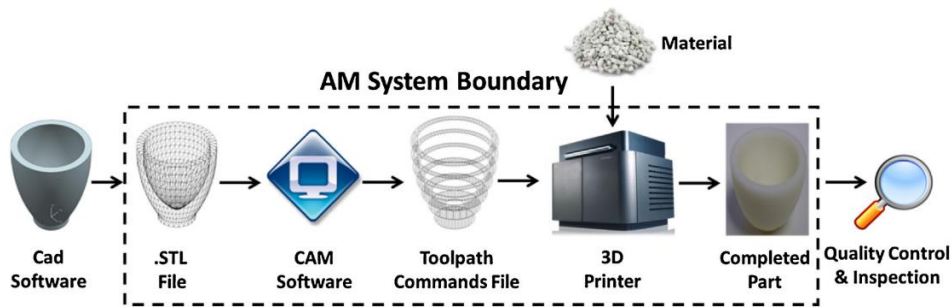 Material
AM System Boundary
Cad
Software
.STL
File
CAM
Software
Toolpath
Commands File
3D
Printer
Completed
Part
Quality Control
& Inspection